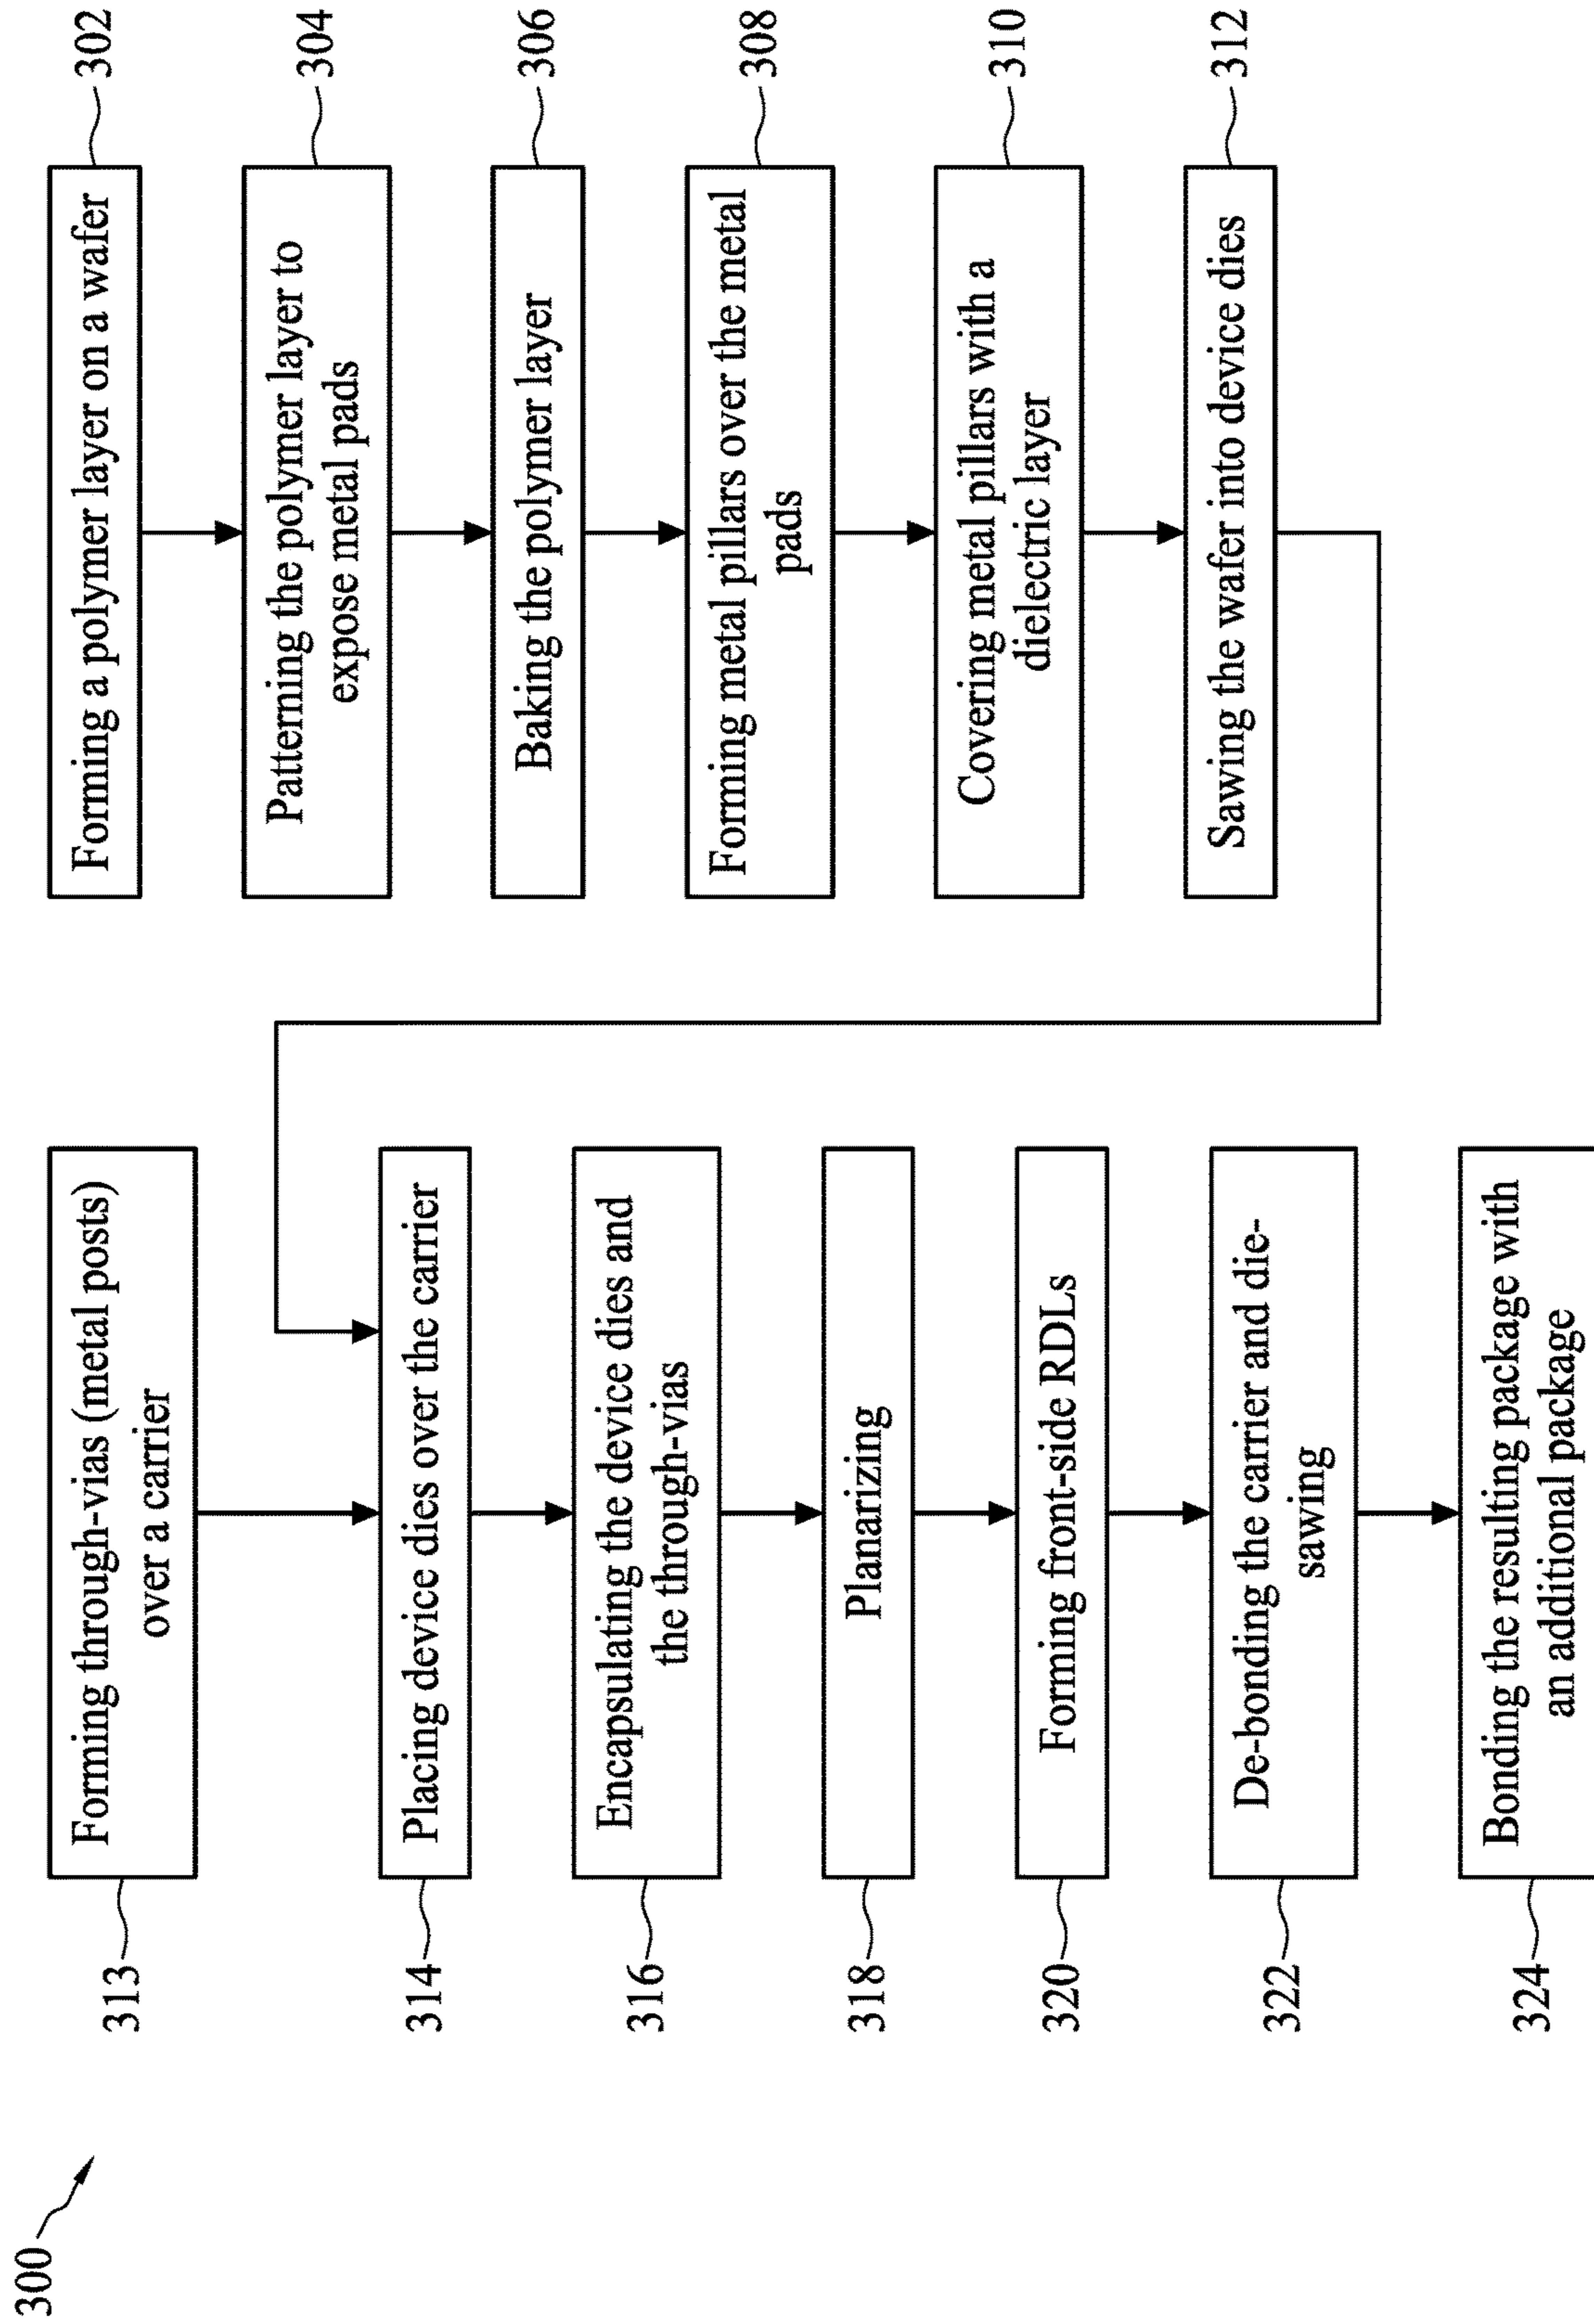 300
313
Forming through-vias (metal posts)
over a carrier
314
Placing device dies over the carrier
316
Encapsulating the device dies and
the through-vias
318
Planarizing
320
Forming front-side RDLs
322
De-bonding the carrier and die-
sawing
324
Bonding the resulting package with
an additional package
Forming a polymer layer on a wafer
302
Patterning the polymer layer to
expose metal pads
304
Baking the polymer layer
306
Forming metal pillars over the metal
pads
308
Covering metal pillars with a
dielectric layer
310
Sawing the wafer into device dies
312